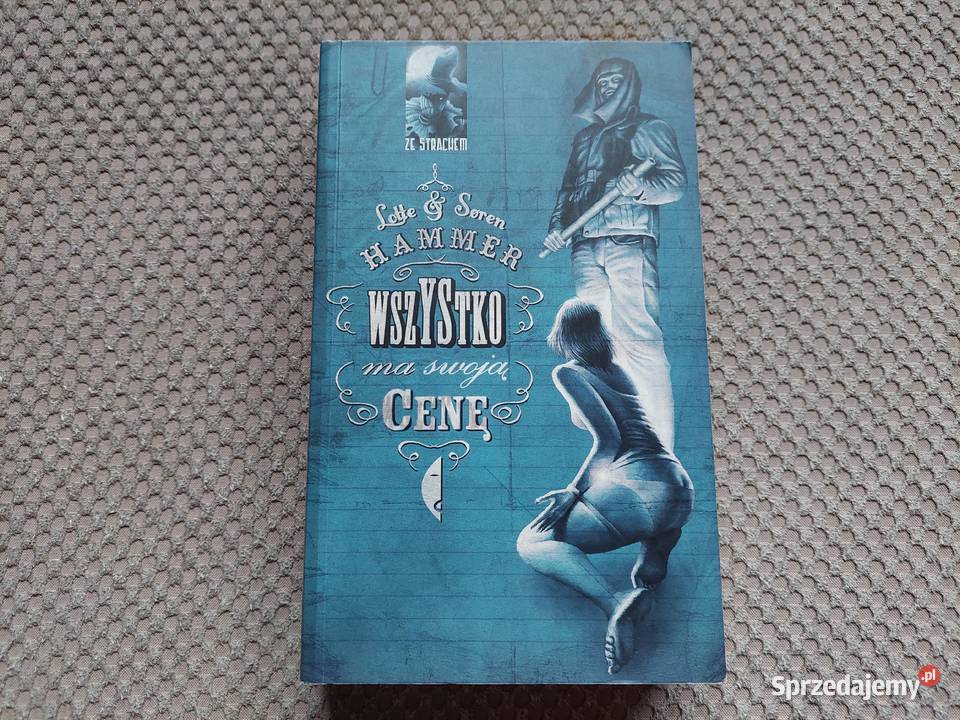 ZE STRACHEM
Lotte & Søren
HAMMER
WSZYSTKO
ma swoją
CENĘ
Sprzedajemy.pl